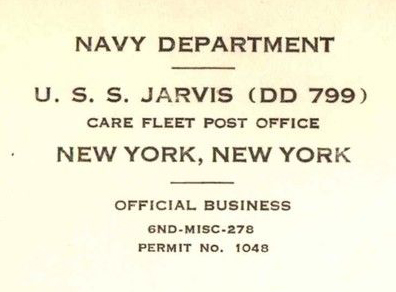 NAVY DEPARTMENT
U. S. S. JARVIS (DD 799)
CARE FLEET POST OFFICE
NEW YORK, NEW YORK
OFFICIAL BUSINESS
6ND-MISC-278
PERMIT No. 1048